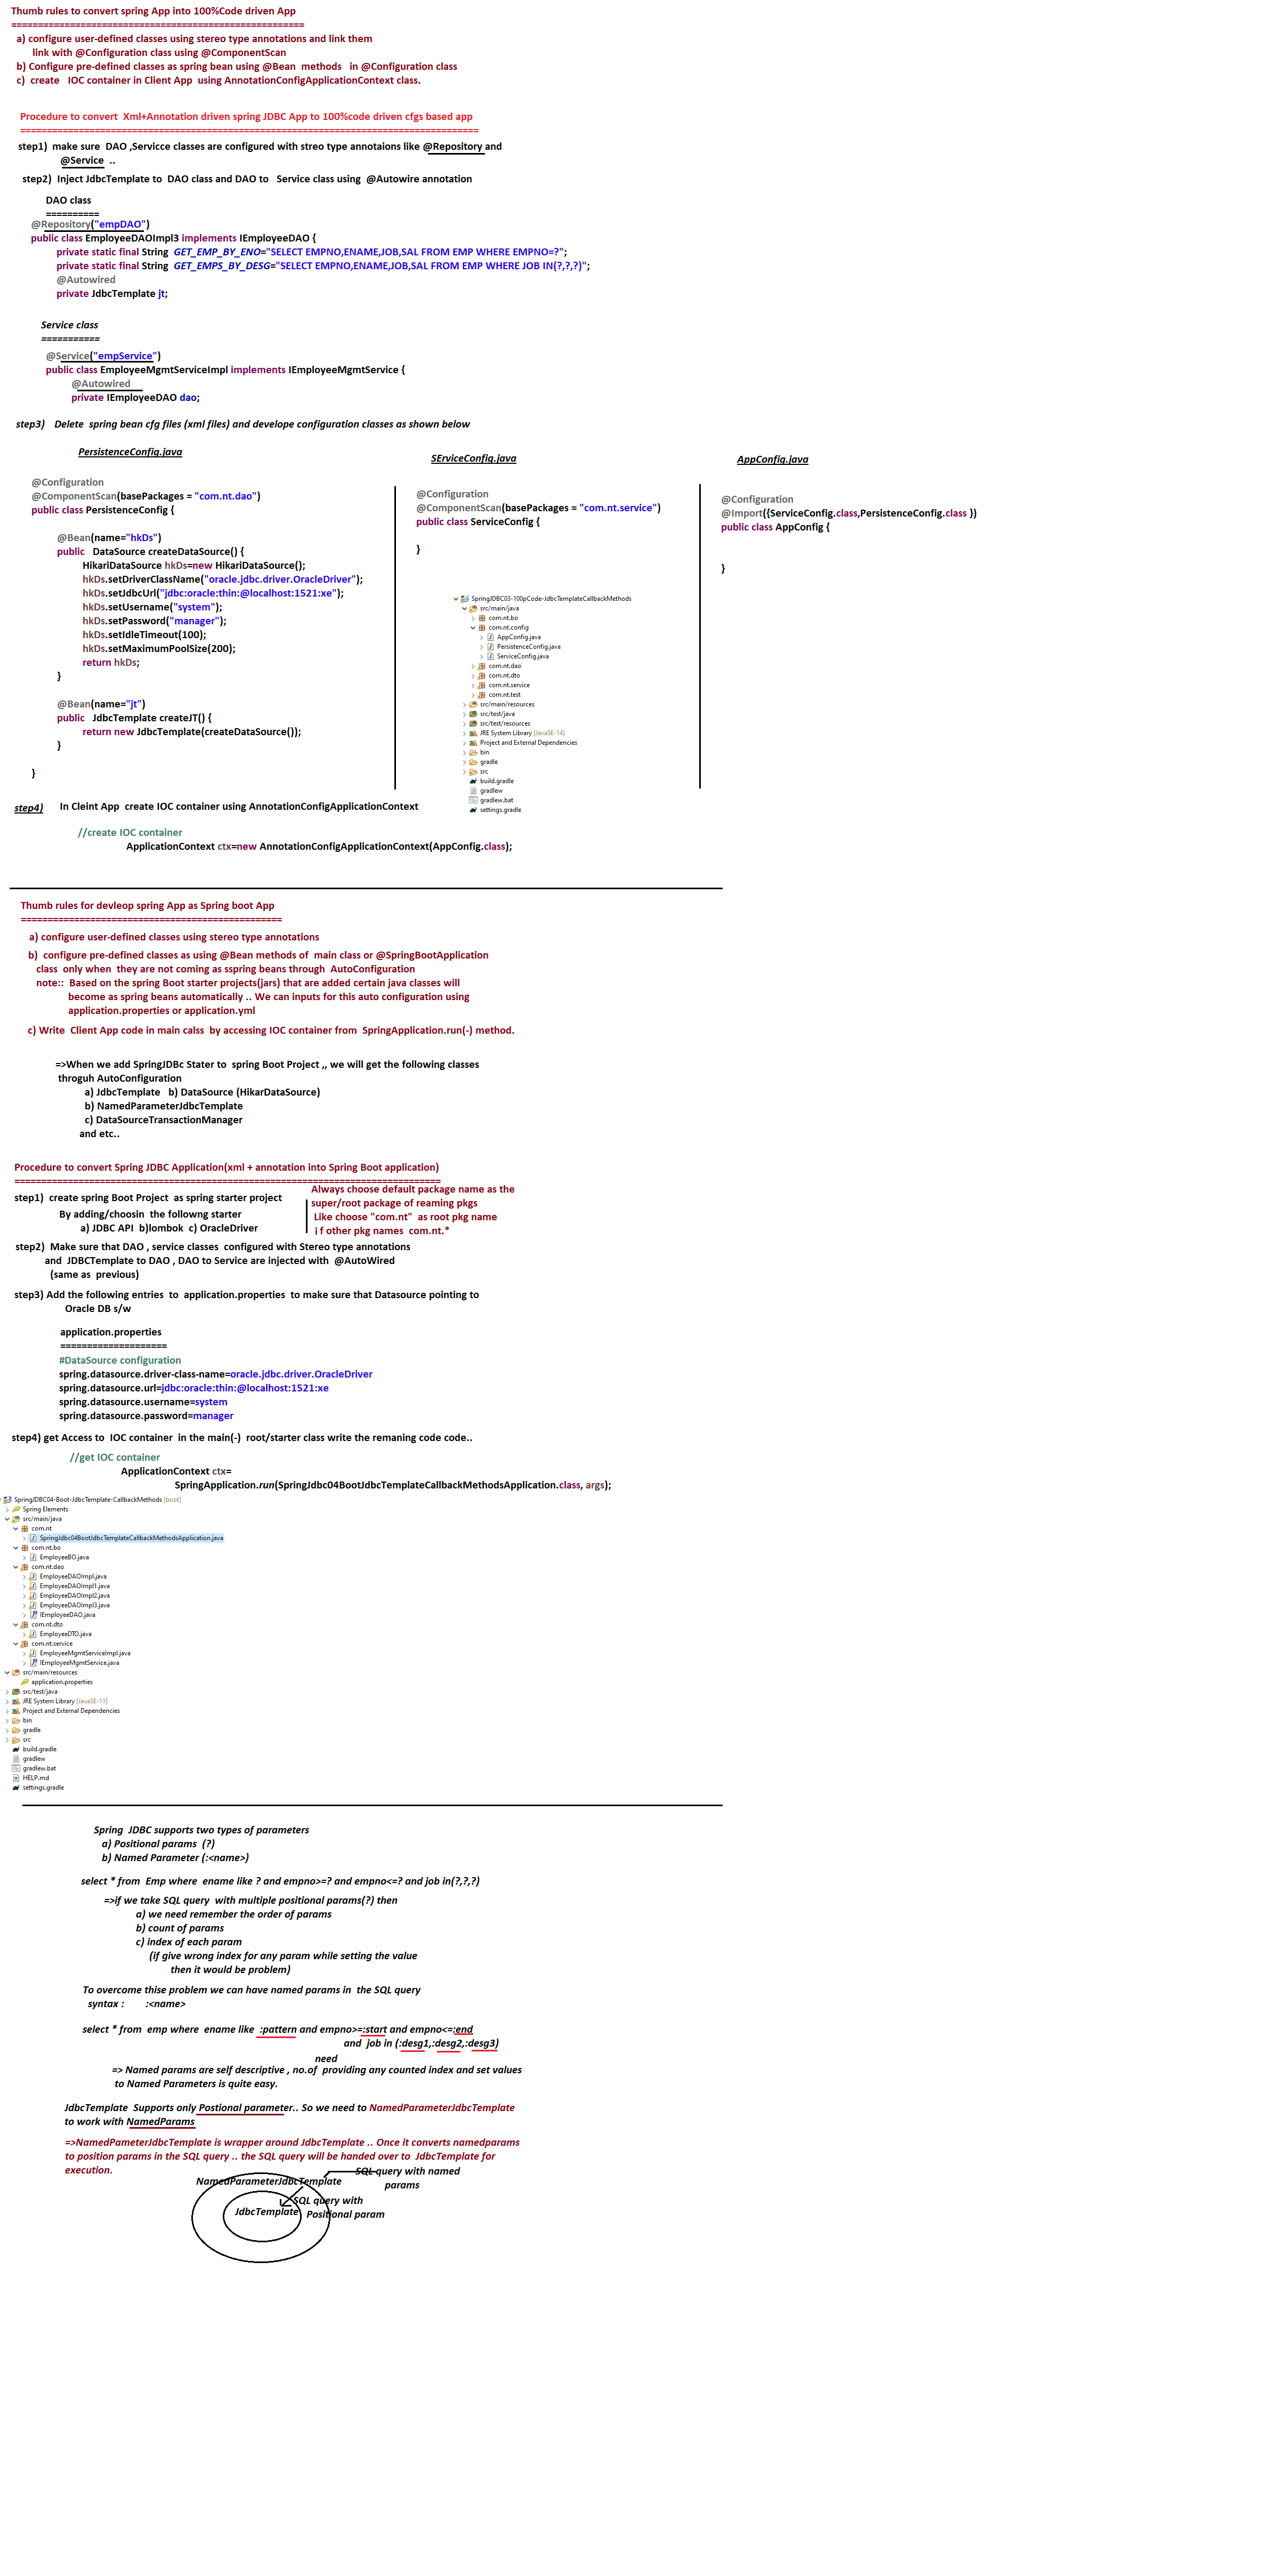 Thumb rules to convert spring App into 100%Code driven App
=======================================================
a) configure user-defined classes using stereo type annotations and link them
link with @Configuration class using @ComponentScan
b) Configure pre-defined classes as spring bean using @Bean methods in @Configuration class
c) create IOC container in Client App using AnnotationConfigApplicationContext class.
Procedure to convert Xml+Annotation driven spring JDBC App to 100%code driven cfgs based app
======================================================================================
step1) make sure DAO ,Servicce classes are configured with streo type annotaions like @Repository and
@Service ..
step2) Inject JdbcTemplate to DAO class and DAO to Service class using @Autowire annotation
DAO class
==========
@Repository("empDAO")
public class EmployeeDAOImpl3 implements IEmployeeDAO {
private static final String GET_EMP_BY_ENO="SELECT EMPNO,ENAME,JOB,SAL FROM EMP WHERE EMPNO=?";
private static final String GET_EMPS_BY_DESG="SELECT EMPNO,ENAME,JOB,SAL FROM EMP WHERE JOB IN(?,?,?)";
@Autowired
private JdbcTemplate jt;
Service class
===========
@Service("empService")
public class EmployeeMgmtServiceImpl implements IEmployeeMgmtService {
@Autowired
private IEmployeeDAO dao;
step3) Delete spring bean cfg files (xml files) and develope configuration classes as shown below
PersistenceConfig.java
@Configuration
@ComponentScan(basePackages = "com.nt.dao")
public class PersistenceConfig {
@Bean(name="hkDs")
public DataSource createDataSource() {
HikariDataSource hkDs=new HikariDataSource();
hkDs.setDriverClassName("oracle.jdbc.driver.OracleDriver");
hkDs.setJdbcUrl("jdbc:oracle:thin:@localhost:1521:xe");
hkDs.setUsername("system");
hkDs.setPassword("manager");
hkDs.setIdleTimeout(100);
hkDs.setMaximumPoolSize(200);
return hkDs;
}
@Bean(name="jt")
public JdbcTemplate createJT() {
return new JdbcTemplate(createDataSource());
}
}
SErviceConfig.java
@Configuration
@ComponentScan(basePackages = "com.nt.service")
public class ServiceConfig {
}
SpringJDBC03-100pCode-JdbcTemplateCallbackMethods
src/main/java
com.nt.bo
com.nt.config
AppConfig.java
PersistenceConfig.java
ServiceConfig.java
com.nt.dao
com.nt.dto
com.nt.service
com.nt.test
src/main/resources
src/test/java
src/test/resources
JRE System Library [JavaSE-14]
Project and External Dependencies
bin
gradle
src
build.gradle
gradlew
gradlew.bat
settings.gradle
AppConfig.java
@Configuration
@Import({ServiceConfig.class,PersistenceConfig.class })
public class AppConfig {
}
step4) In Cleint App create IOC container using AnnotationConfigApplicationContext
//create IOC container
ApplicationContext ctx=new AnnotationConfigApplicationContext(AppConfig.class);
Thumb rules for devleop spring App as Spring boot App
=================================================
a) configure user-defined classes using stereo type annotations
b) configure pre-defined classes as using @Bean methods of main class or @SpringBootApplication
class only when they are not coming as sspring beans through AutoConfiguration
note:: Based on the spring Boot starter projects(jars) that are added certain java classes will
become as spring beans automatically .. We can inputs for this auto configuration using
application.properties or application.yml
c) Write Client App code in main calss by accessing IOC container from SpringApplication.run(-) method.
=>When we add SpringJDBc Stater to spring Boot Project ,, we will get the following classes
throguh AutoConfiguration
a) JdbcTemplate b) DataSource (HikarDataSource)
b) NamedParameterJdbcTemplate
c) DataSourceTransactionManager
and etc..
Procedure to convert Spring JDBC Application(xml + annotation into Spring Boot application)
================================================================================
step1) create spring Boot Project as spring starter project
By adding/choosin the followng starter
a) JDBC API b)lombok c) OracleDriver
Always choose default package name as the
super/root package of reaming pkgs
Like choose "com.nt" as root pkg name
if other pkg names com.nt.*
step2) Make sure that DAO , service classes configured with Stereo type annotations
and JDBCTemplate to DAO , DAO to Service are injected with @AutoWired
(same as previous)
step3) Add the following entries to application.properties to make sure that Datasource pointing to
Oracle DB s/w
application.properties
====================
#DataSource configuration
spring.datasource.driver-class-name=oracle.jdbc.driver.OracleDriver
spring.datasource.url=jdbc:oracle:thin:@localhost:1521:xe
spring.datasource.username=system
spring.datasource.password=manager
step4) get Access to IOC container in the main(-) root/starter class write the remaning code code..
//get IOC container
ApplicationContext ctx=
SpringApplication.run(SpringJdbc04BootJdbcTemplateCallbackMethodsApplication.class, args);
SpringJDBC04-Boot-JdbcTemplate-CallbackMethods [boot]
Spring Elements
src/main/java
com.nt
SpringJdbc04BootJdbcTemplateCallbackMethodsApplication.java
com.nt.bo
EmployeeBO.java
com.nt.dao
EmployeeDAOImpl.java
EmployeeDAOImpl1.java
EmployeeDAOImpl2.java
EmployeeDAOImpl3.java
IEmployeeDAO.java
com.nt.dto
EmployeeDTO.java
com.nt.service
EmployeeMgmtServiceImpl.java
IEmployeeMgmtService.java
src/main/resources
application.properties
src/test/java
JRE System Library [JavaSE-11]
Project and External Dependencies
bin
gradle
src
build.gradle
gradlew
gradlew.bat
HELP.md
settings.gradle
Spring JDBC supports two types of parameters
a) Positional params (?)
b) Named Parameter (:<name>)
select * from Emp where ename like ? and empno>=? and empno<=? and job in(?,?,?)
=>if we take SQL query with multiple positional params(?) then
a) we need remember the order of params
b) count of params
c) index of each param
(if give wrong index for any param while setting the value
then it would be problem)
To overcome thise problem we can have named params in the SQL query
syntax : :<name>
select * from emp where ename like :pattern and empno>=:start and empno<=:end
and job in (:desg1,:desg2,:desg3)
need
=> Named params are self descriptive , no.of providing any counted index and set values
to Named Parameters is quite easy.
JdbcTemplate Supports only Postional parameter.. So we need to NamedParameterJdbcTemplate
to work with NamedParams
=>NamedPameterJdbcTemplate is wrapper around JdbcTemplate .. Once it converts namedparams
to position params in the SQL query .. the SQL query will be handed over to JdbcTemplate for
execution.
SQL query with named
params
NamedParameterJdbcTemplate
SQL query with
Positional param
JdbcTemplate